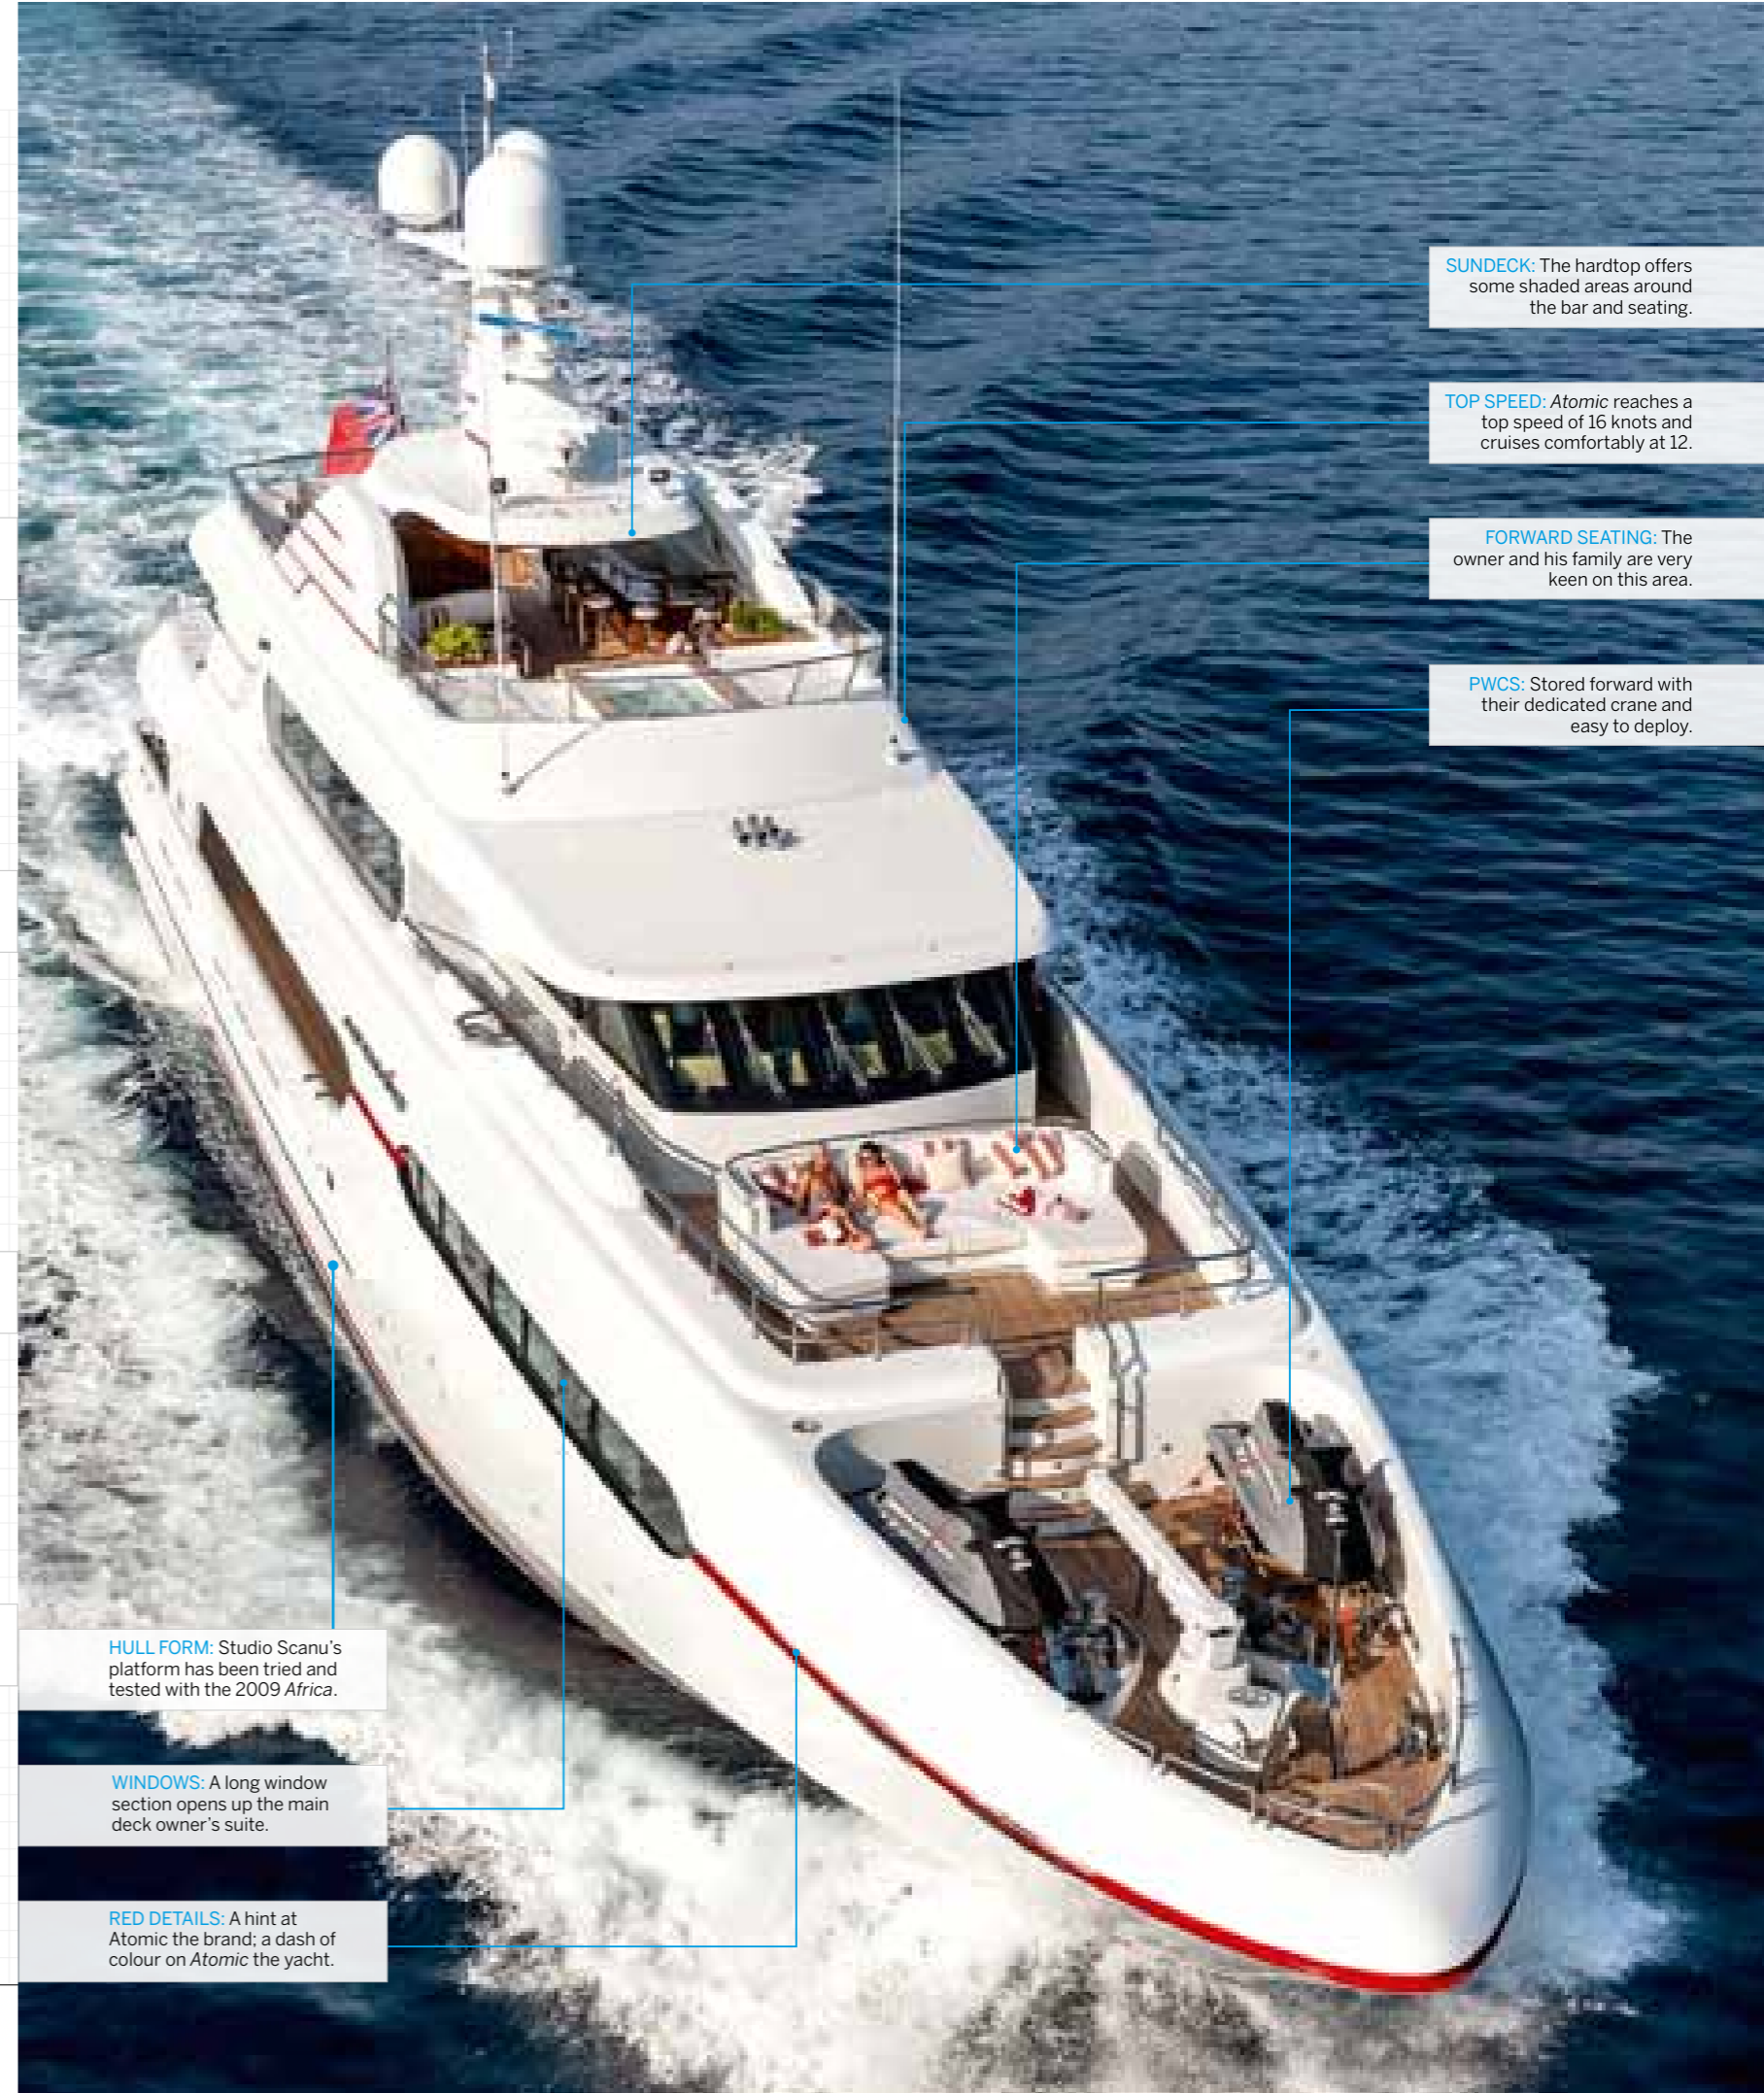 SUNDECK: The hardtop offers
some shaded areas around
the bar and seating.
TOP SPEED: Atomic reaches a
top speed of 16 knots and
cruises comfortably at 12.
FORWARD SEATING: The
owner and his family are very
keen on this area.
PWCS: Stored forward with
their dedicated crane and
easy to deploy.
HULL FORM: Studio Scanu’s
platform has been tried and
tested with the 2009 Africa.
WINDOWS: A long window
section opens up the main
deck owner’s suite.
RED DETAILS: A hint at
Atomic the brand; a dash of
colour on Atomic the yacht.